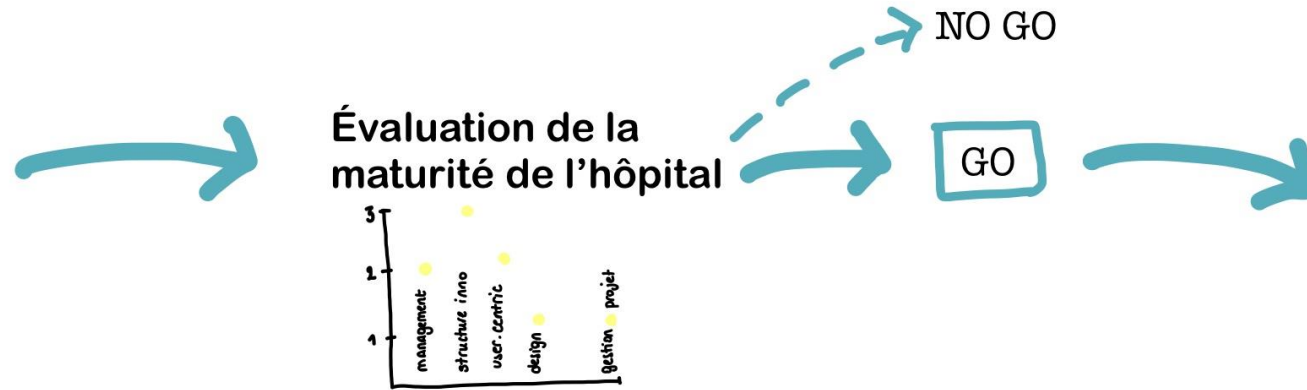 NO GO
Évaluation de la
maturité de l'hôpital
GO
3
2
1
management
structure inno
user.centric
design
gestion projet